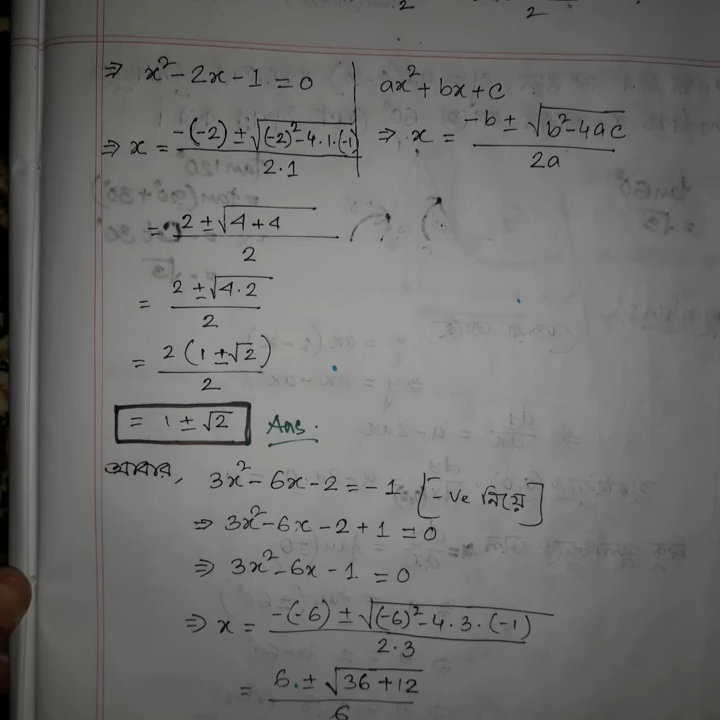 ⇒ x² - 2x - 1 = 0 | ax² + bx + c
⇒ x = (-(-2) ± √((-2)² - 4·1·(-1))) / 2·1 | ⇒ x = (-b ± √(b² - 4ac)) / 2a
= (2 ± √(4+4)) / 2
= (2 ± √(4·2)) / 2
= 2(1 ± √2) / 2
= 1 ± √2 Ans.
আবার, 3x² - 6x - 2 = -1 [-ve নিয়ে]
⇒ 3x² - 6x - 2 + 1 = 0
⇒ 3x² - 6x - 1 = 0
⇒ x = (-(-6) ± √((-6)² - 4·3·(-1))) / 2·3
= (6 ± √(36+12)) / 6